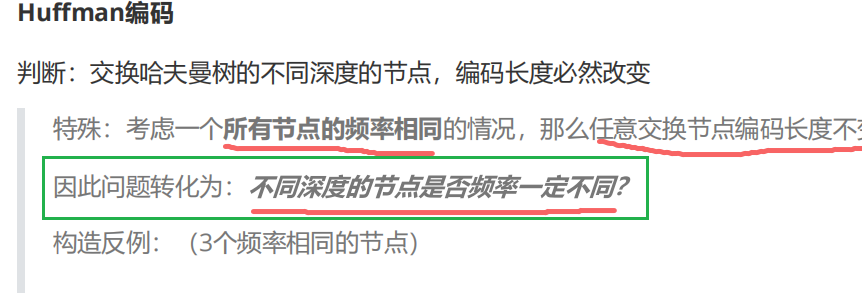 Huffman编码
判断：交换哈夫曼树的不同深度的节点，编码长度必然改变
特殊：考虑一个所有节点的频率相同的情况，那么任意交换节点编码长度不
因此问题转化为：不同深度的节点是否频率一定不同？
构造反例：（3个频率相同的节点）